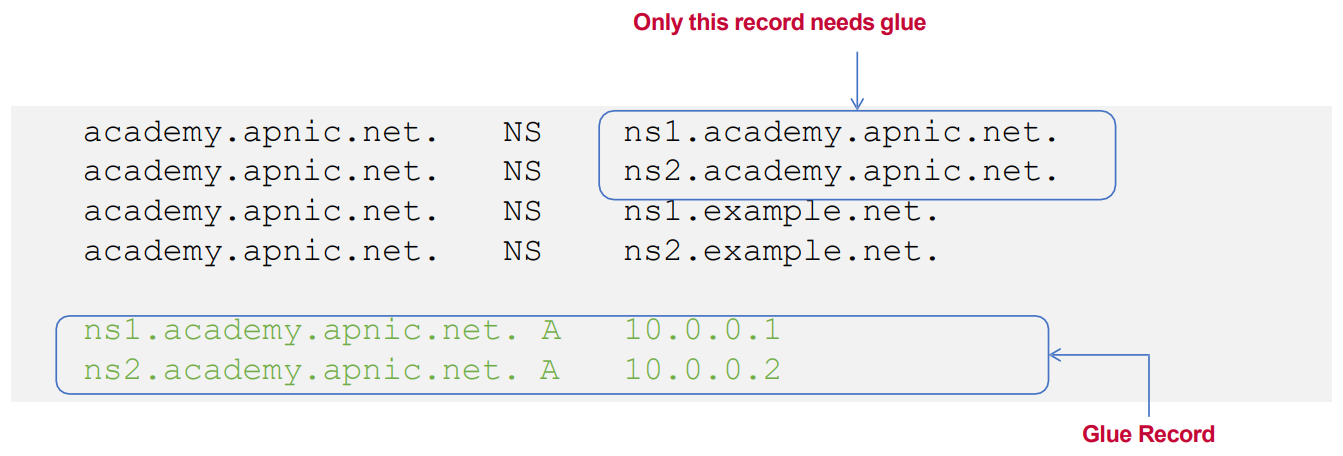 Only this record needs glue
academy.apnic.net. NS ns1.academy.apnic.net.
academy.apnic.net. NS ns2.academy.apnic.net.
academy.apnic.net. NS ns1.example.net.
academy.apnic.net. NS ns2.example.net.
ns1.academy.apnic.net. A 10.0.0.1
ns2.academy.apnic.net. A 10.0.0.2
Glue Record